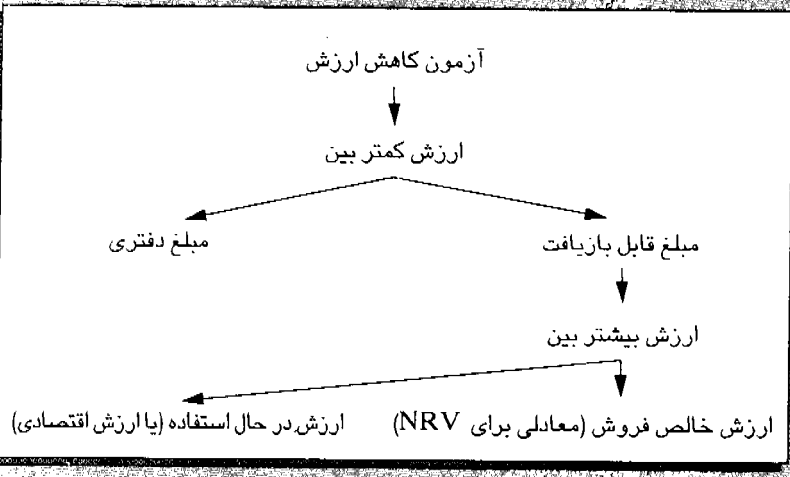 آزمون کاهش ارزش
ارزش کمتر بین
مبلغ قابل بازیافت
مبلغ دفتری
ارزش بیشتر بین
ارزش خالص فروش (معادلی برای NRV)
ارزش در حال استفاده (یا ارزش اقتصادی)